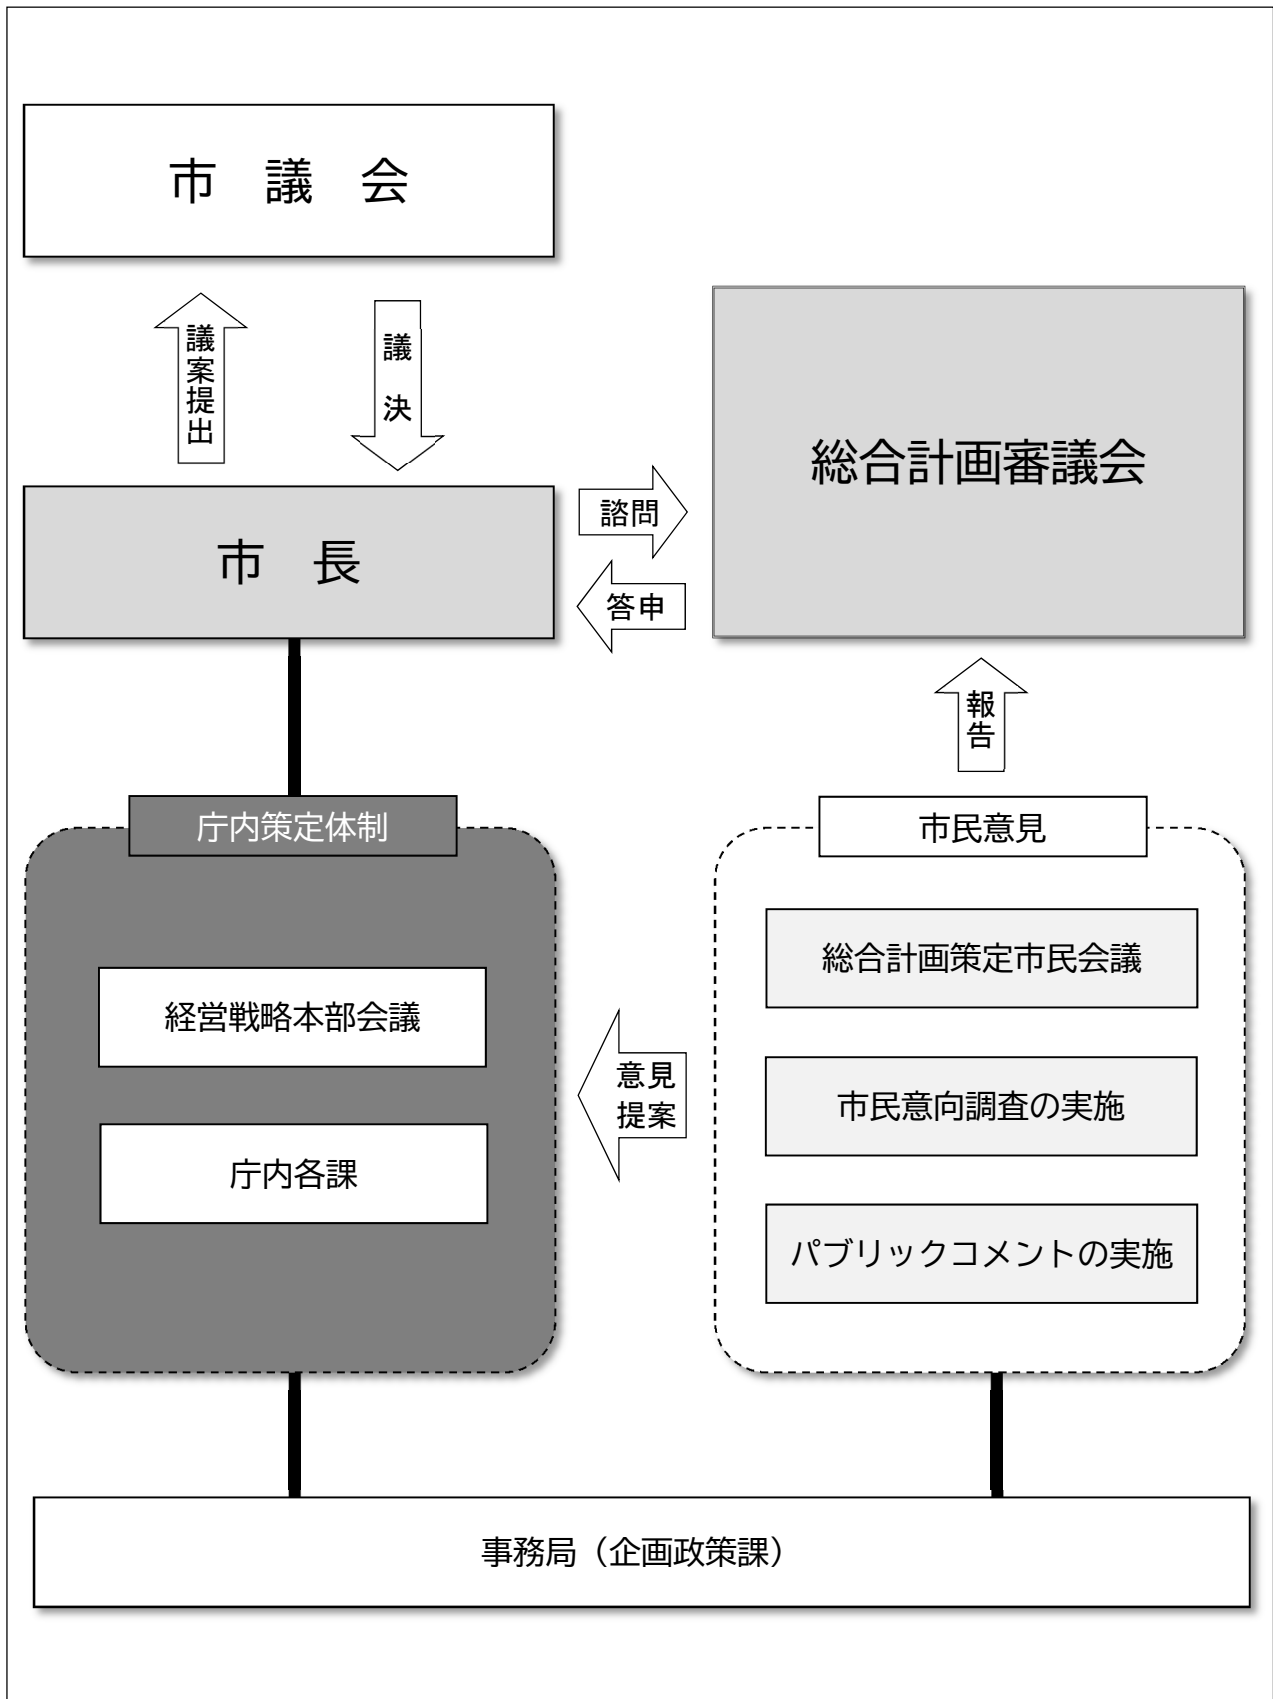 市　議　会
議案提出
議　決
総合計画審議会
市　長
諮問
答申
報告
庁内策定体制
市民意見
経営戦略本部会議
庁内各課
意見
提案
総合計画策定市民会議
市民意向調査の実施
パブリックコメントの実施
事務局（企画政策課）